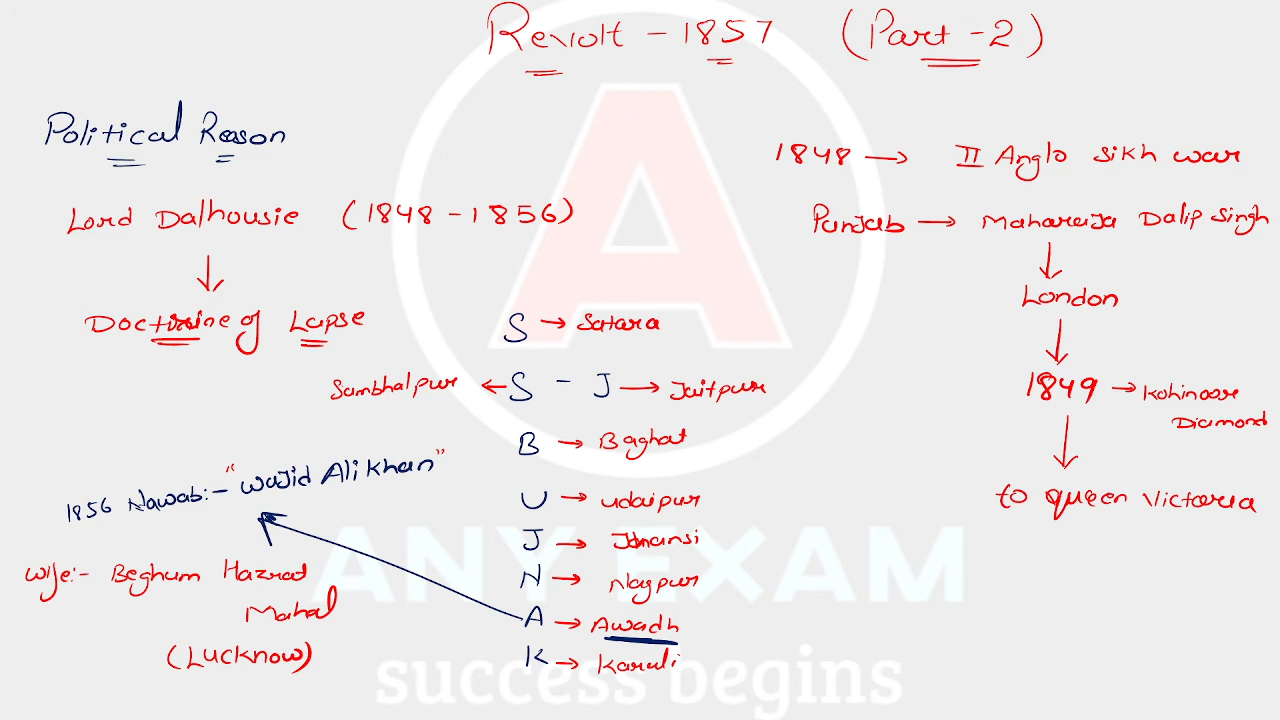 Revolt - 1857 (Part -2)
Political Reason
Lord Dalhousie (1848 - 1856)
↓
Doctrine of Lapse
S → Satara
Sambhalpur ← S - J → Jaitpur
B → Baghat
U → Udaipur
J → Jhansi
N → Nagpur
A → Awadh
K → Karuli
1856 Nawab:- "Wajid Ali Khan"
Wife:- Beghum Hazrat
Mahal
(Lucknow)
1848 → II Anglo Sikh war
Punjab → Maharaja Dalip Singh
↓
London
↓
1849 → Kohinoor
Diamond
↓
to queen Victoria
A
ANY EXAM
success begins